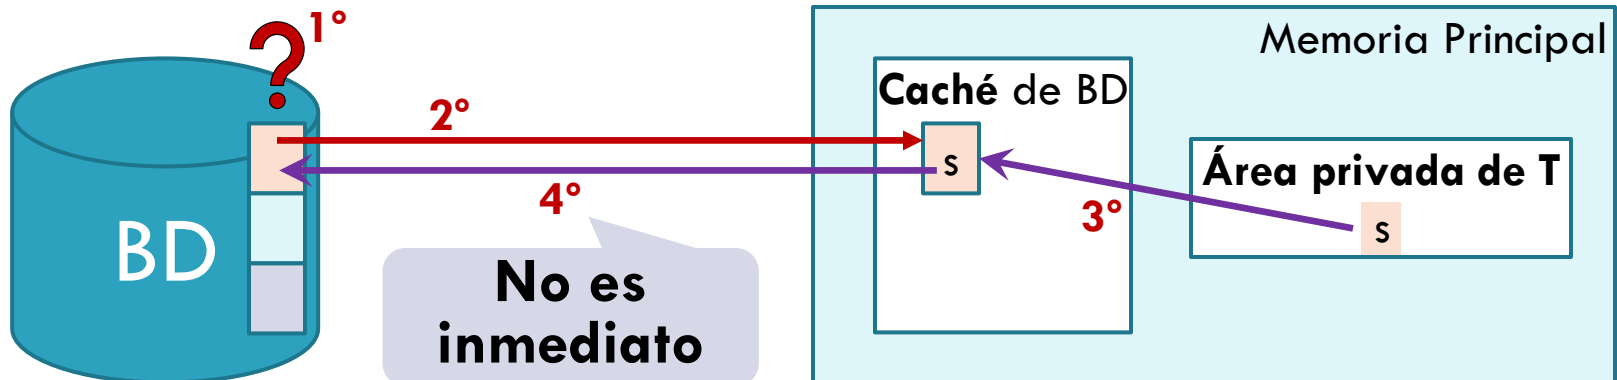 ?
1°
Memoria Principal
Caché de BD
2°
s
Área privada de T
4°
3°
s
BD
No es
inmediato